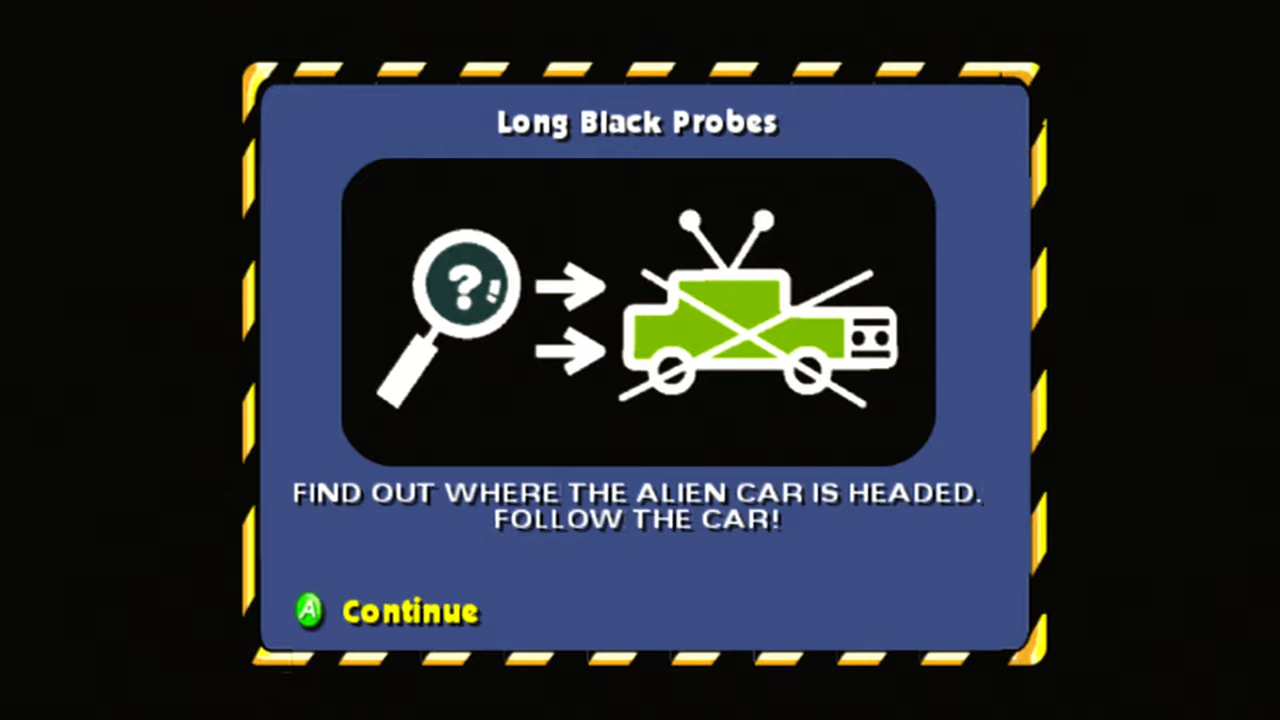 Long Black Probes
?
FIND OUT WHERE THE ALIEN CAR IS HEADED.
FOLLOW THE CAR!
A Continue